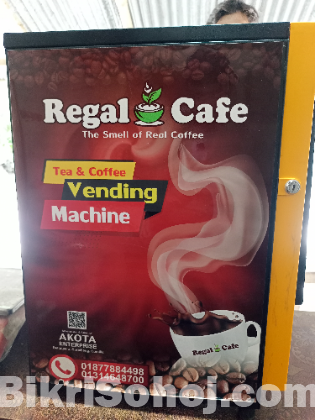 Regal Cafe
The Smell of Real Coffee
Tea & Coffee
Vending
Machine
AKOTA
ENTERPRISE
01877884498
Regal Cafe
BikriSohoj.com